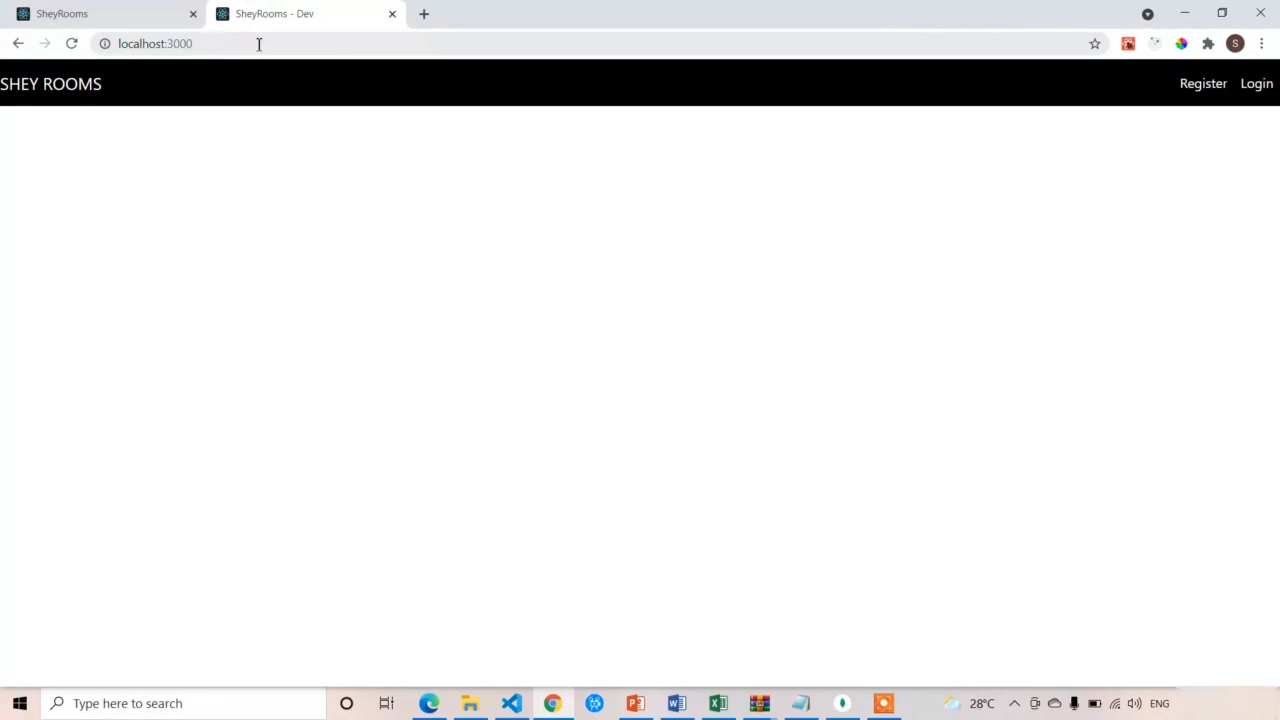 SheyRooms
SheyRooms - Dev
localhost:3000
S
SHEY ROOMS
Register
Login
Type here to search
28°C
ENG